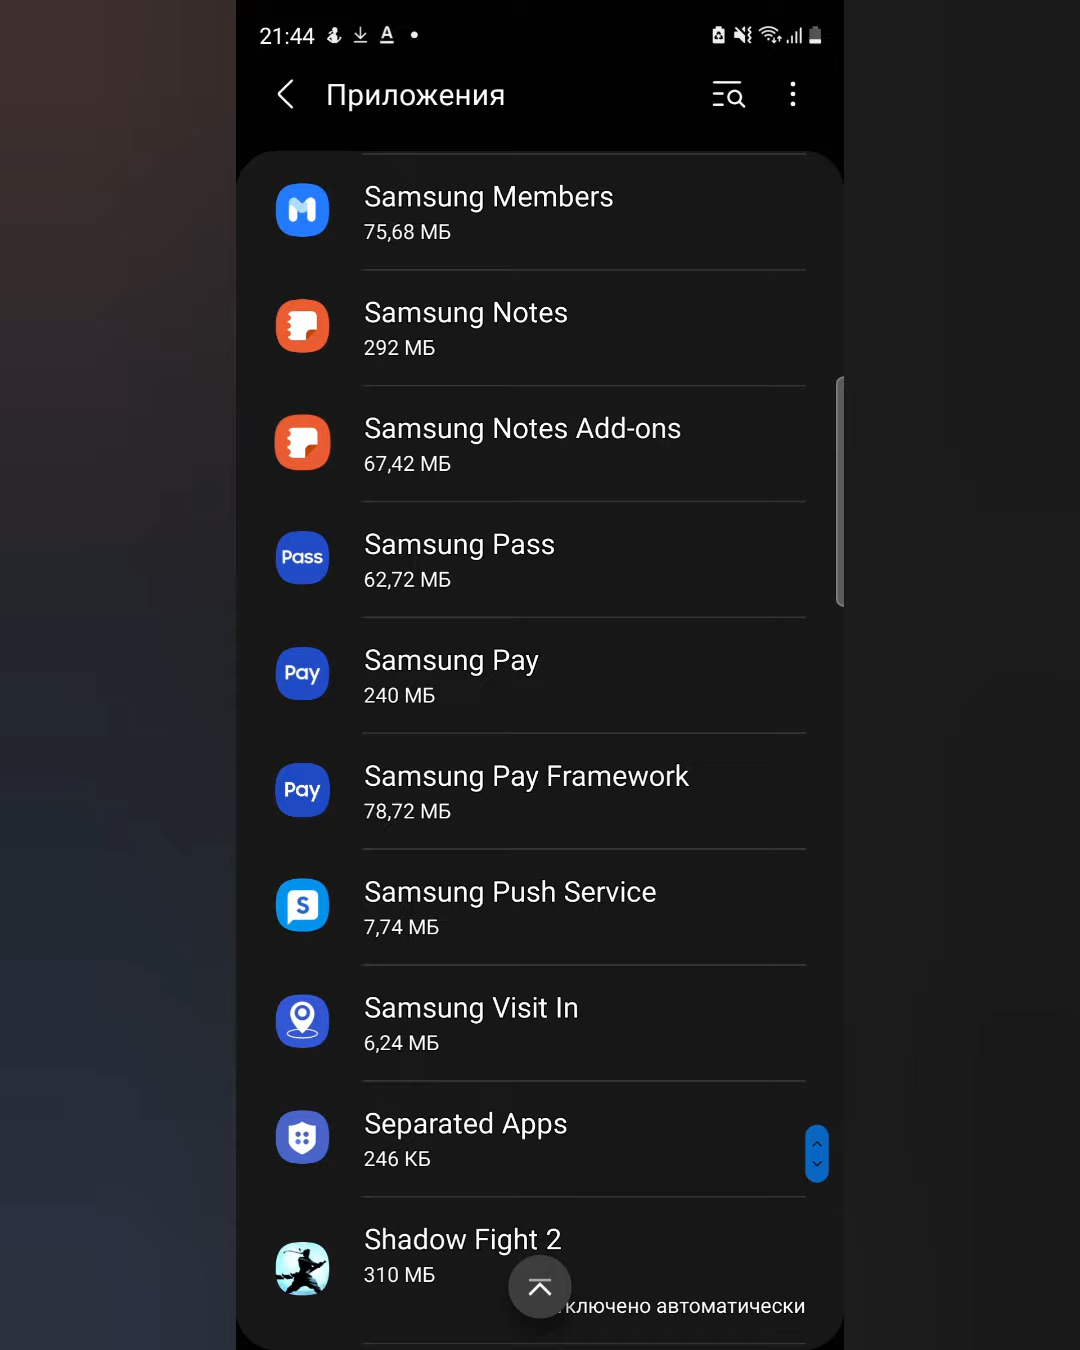 21:44
Приложения
Samsung Members
75,68 МБ
Samsung Notes
292 МБ
Samsung Notes Add-ons
67,42 МБ
Pass
Samsung Pass
62,72 МБ
Pay
Samsung Pay
240 МБ
Pay
Samsung Pay Framework
78,72 МБ
S
Samsung Push Service
7,74 МБ
Samsung Visit In
6,24 МБ
Separated Apps
246 КБ
Shadow Fight 2
310 МБ
ключено автоматически